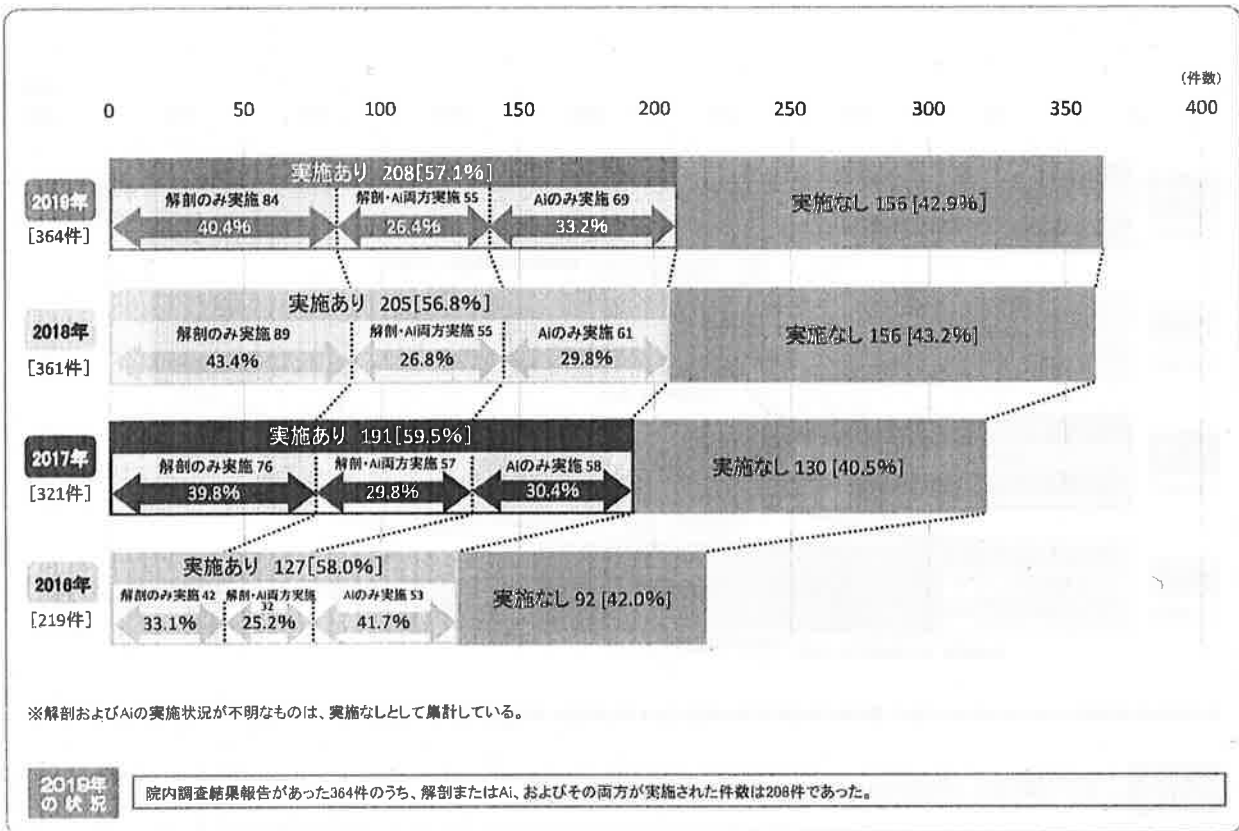 (件数)
0 50 100 150 200 250 300 350 400
実施あり 208[57.1%]
2019年
[364件]
解剖のみ実施 84
40.4%
解剖・Ai両方実施 55
26.4%
Aiのみ実施 69
33.2%
実施なし 156 [42.9%]
実施あり 205[56.8%]
2018年
[361件]
解剖のみ実施 89
43.4%
解剖・Ai両方実施 55
26.8%
Aiのみ実施 61
29.8%
実施なし 156 [43.2%]
実施あり 191[59.5%]
2017年
[321件]
解剖のみ実施 76
39.8%
解剖・Ai両方実施 57
29.8%
Aiのみ実施 58
30.4%
実施なし 130 [40.5%]
実施あり 127[58.0%]
2016年
[219件]
解剖のみ実施 42
33.1%
解剖・Ai両方実施
32
25.2%
Aiのみ実施 53
41.7%
実施なし 92 [42.0%]
※解剖およびAiの実施状況が不明なものは、実施なしとして集計している。
2019年
の状況
院内調査結果報告があった364件のうち、解剖またはAi、およびその両方が実施された件数は208件であった。